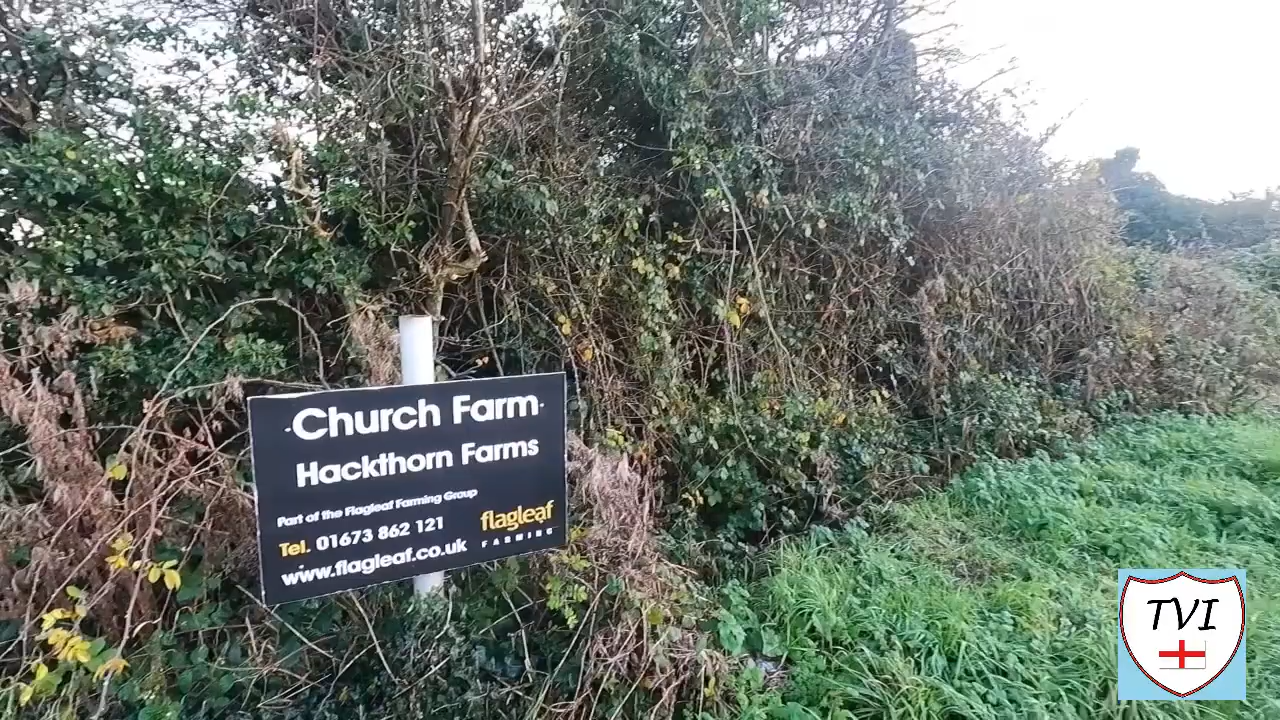 Church Farm
Hackthorn Farms
Part of the Flagleaf Farming Group
Tel. 01673 862 121
www.flagleaf.co.uk
flagleaf
FARMING
TVI